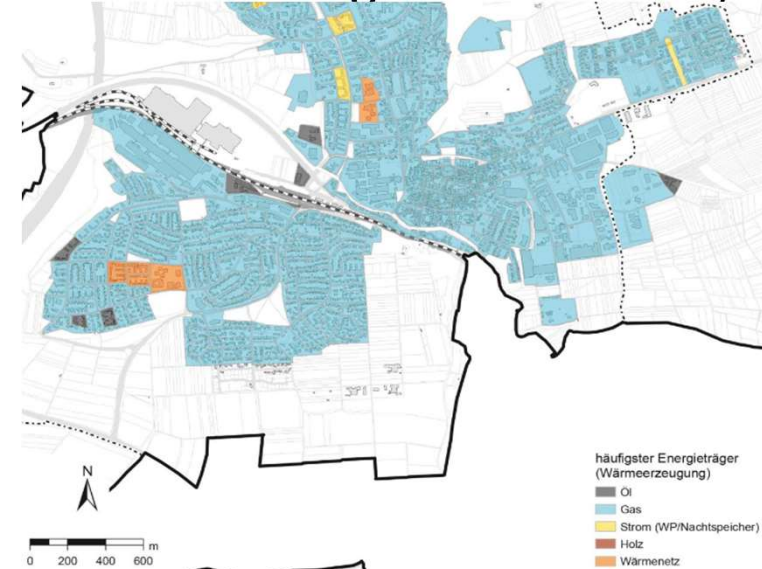 häufigster Energieträger
(Wärmeerzeugung)
Öl
Gas
Strom (WP/Nachtspeicher)
Holz
Wärmenetz
N
0 200 400 600 m